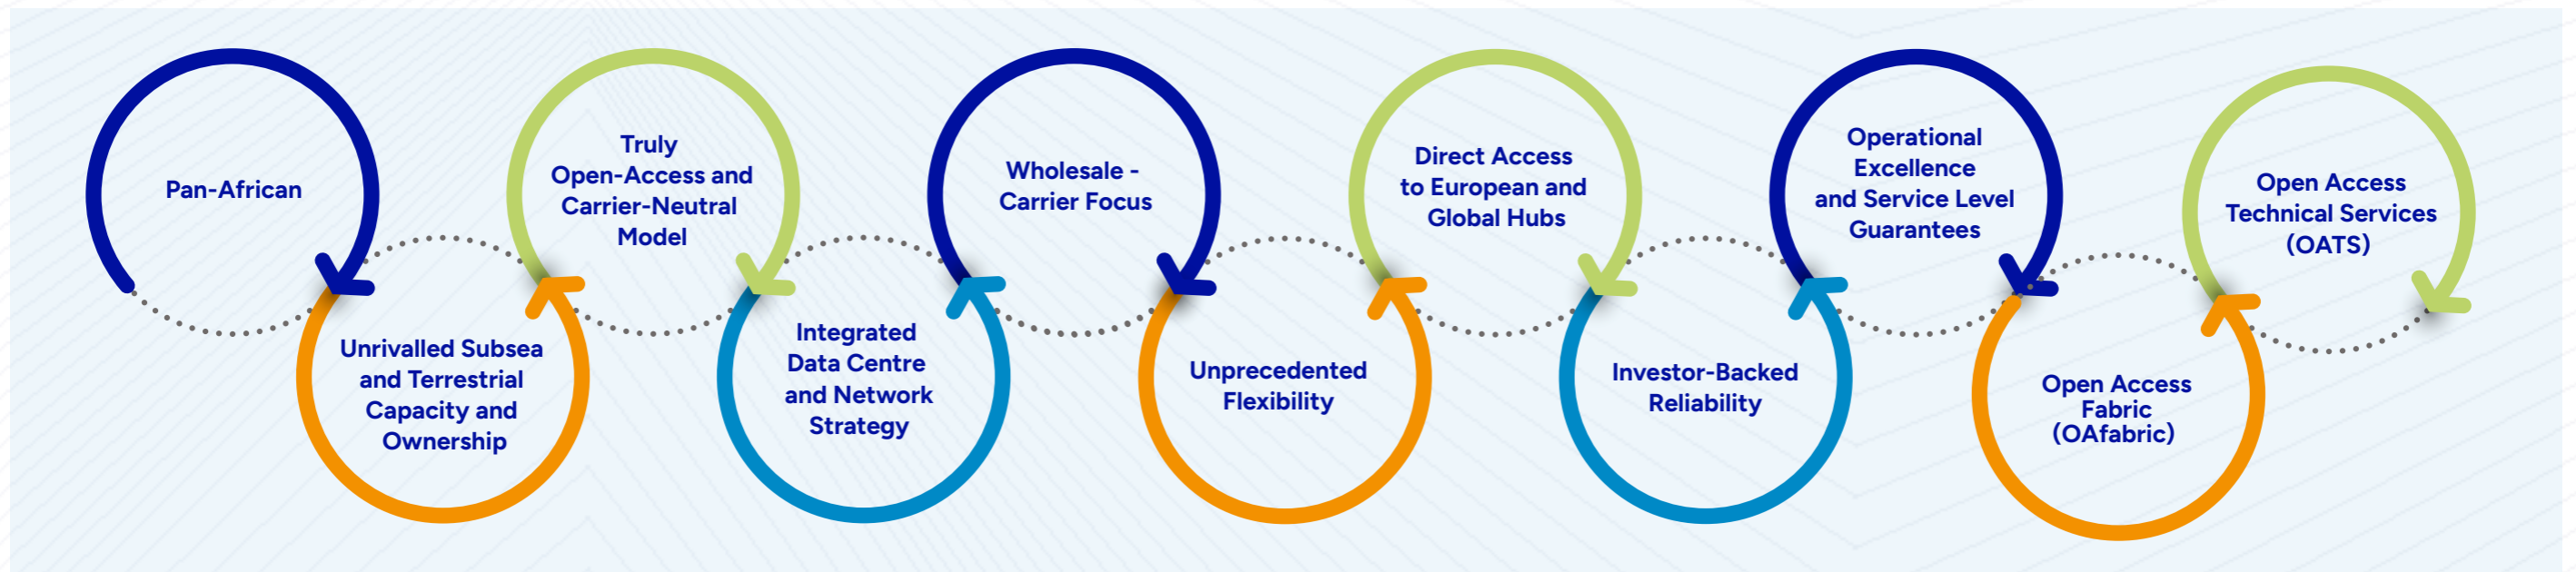 Pan-African
Unrivalled Subsea
and Terrestrial
Capacity and
Ownership
Truly
Open-Access and
Carrier-Neutral
Model
Integrated
Data Centre
and Network
Strategy
Wholesale -
Carrier Focus
Unprecedented
Flexibility
Direct Access
to European and
Global Hubs
Investor-Backed
Reliability
Operational
Excellence
and Service Level
Guarantees
Open Access
Fabric
(OAfabric)
Open Access
Technical Services
(OATS)